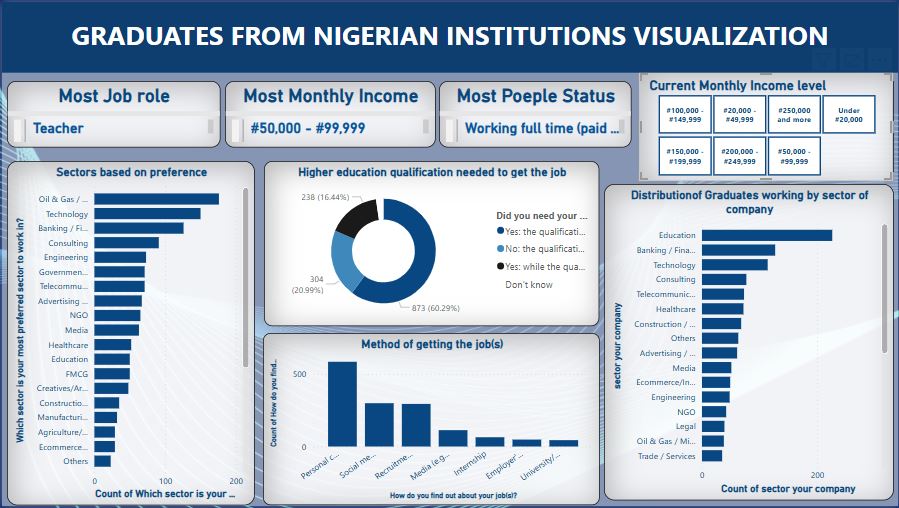 GRADUATES FROM NIGERIAN INSTITUTIONS VISUALIZATION
Most Job role
Teacher
Most Monthly Income
#50,000 - #99,999
Most Poeple Status
Working full time (paid ...
Current Monthly Income level
#100,000 -
#149,999
#20,000 -
#49,999
#250,000
and more
Under
#20,000
#150,000 -
#199,999
#200,000 -
#249,999
#50,000 -
#99,999
Sectors based on preference
Which sector is your most preferred sector to work in?
Oil & Gas / ...
Technology
Banking / Fi...
Consulting
Engineering
Governmen...
Telecommu...
Advertising ...
NGO
Media
Healthcare
Education
FMCG
Creatives/Ar...
Constructio...
Manufacturi...
Agriculture/...
Ecommerce...
Others
0
100
200
Count of Which sector is your ...
Higher education qualification needed to get the job
238 (16.44%)
304
(20.99%)
873 (60.29%)
Did you need your ...
Yes: the qualificati...
No: the qualificati...
Yes: while the qua...
Don't know
Method of getting the job(s)
Count of How do you find...
500
0
Personal c...
Social me...
Recruitme...
Media (e.g...
Internship
Employer'...
University/...
How do you find out about your job(s)?
Distributionof Graduates working by sector of
company
sector your company
Education
Banking / Fina...
Technology
Consulting
Telecommunic...
Healthcare
Construction / ...
Others
Advertising / ...
Media
Ecommerce/In...
Engineering
NGO
Legal
Oil & Gas / Mi...
Trade / Services
0
200
Count of sector your company